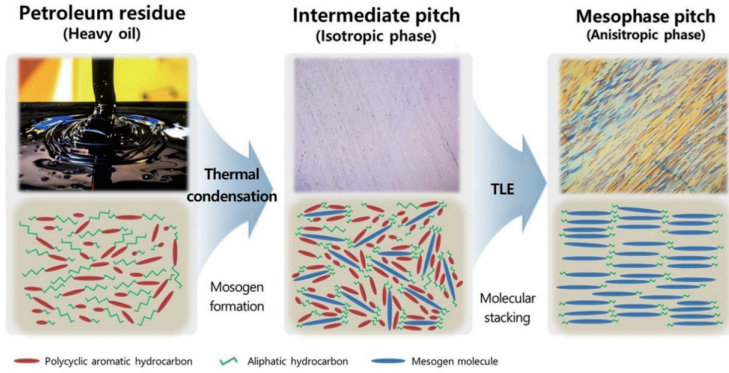 Petroleum residue
(Heavy oil)
Intermediate pitch
(Isotropic phase)
Mesophase pitch
(Anisitropic phase)
Thermal
condensation
TLE
Mosogen
formation
Molecular
stacking
Polycyclic aromatic hydrocarbon
Aliphatic hydrocarbon
Mesogen molecule